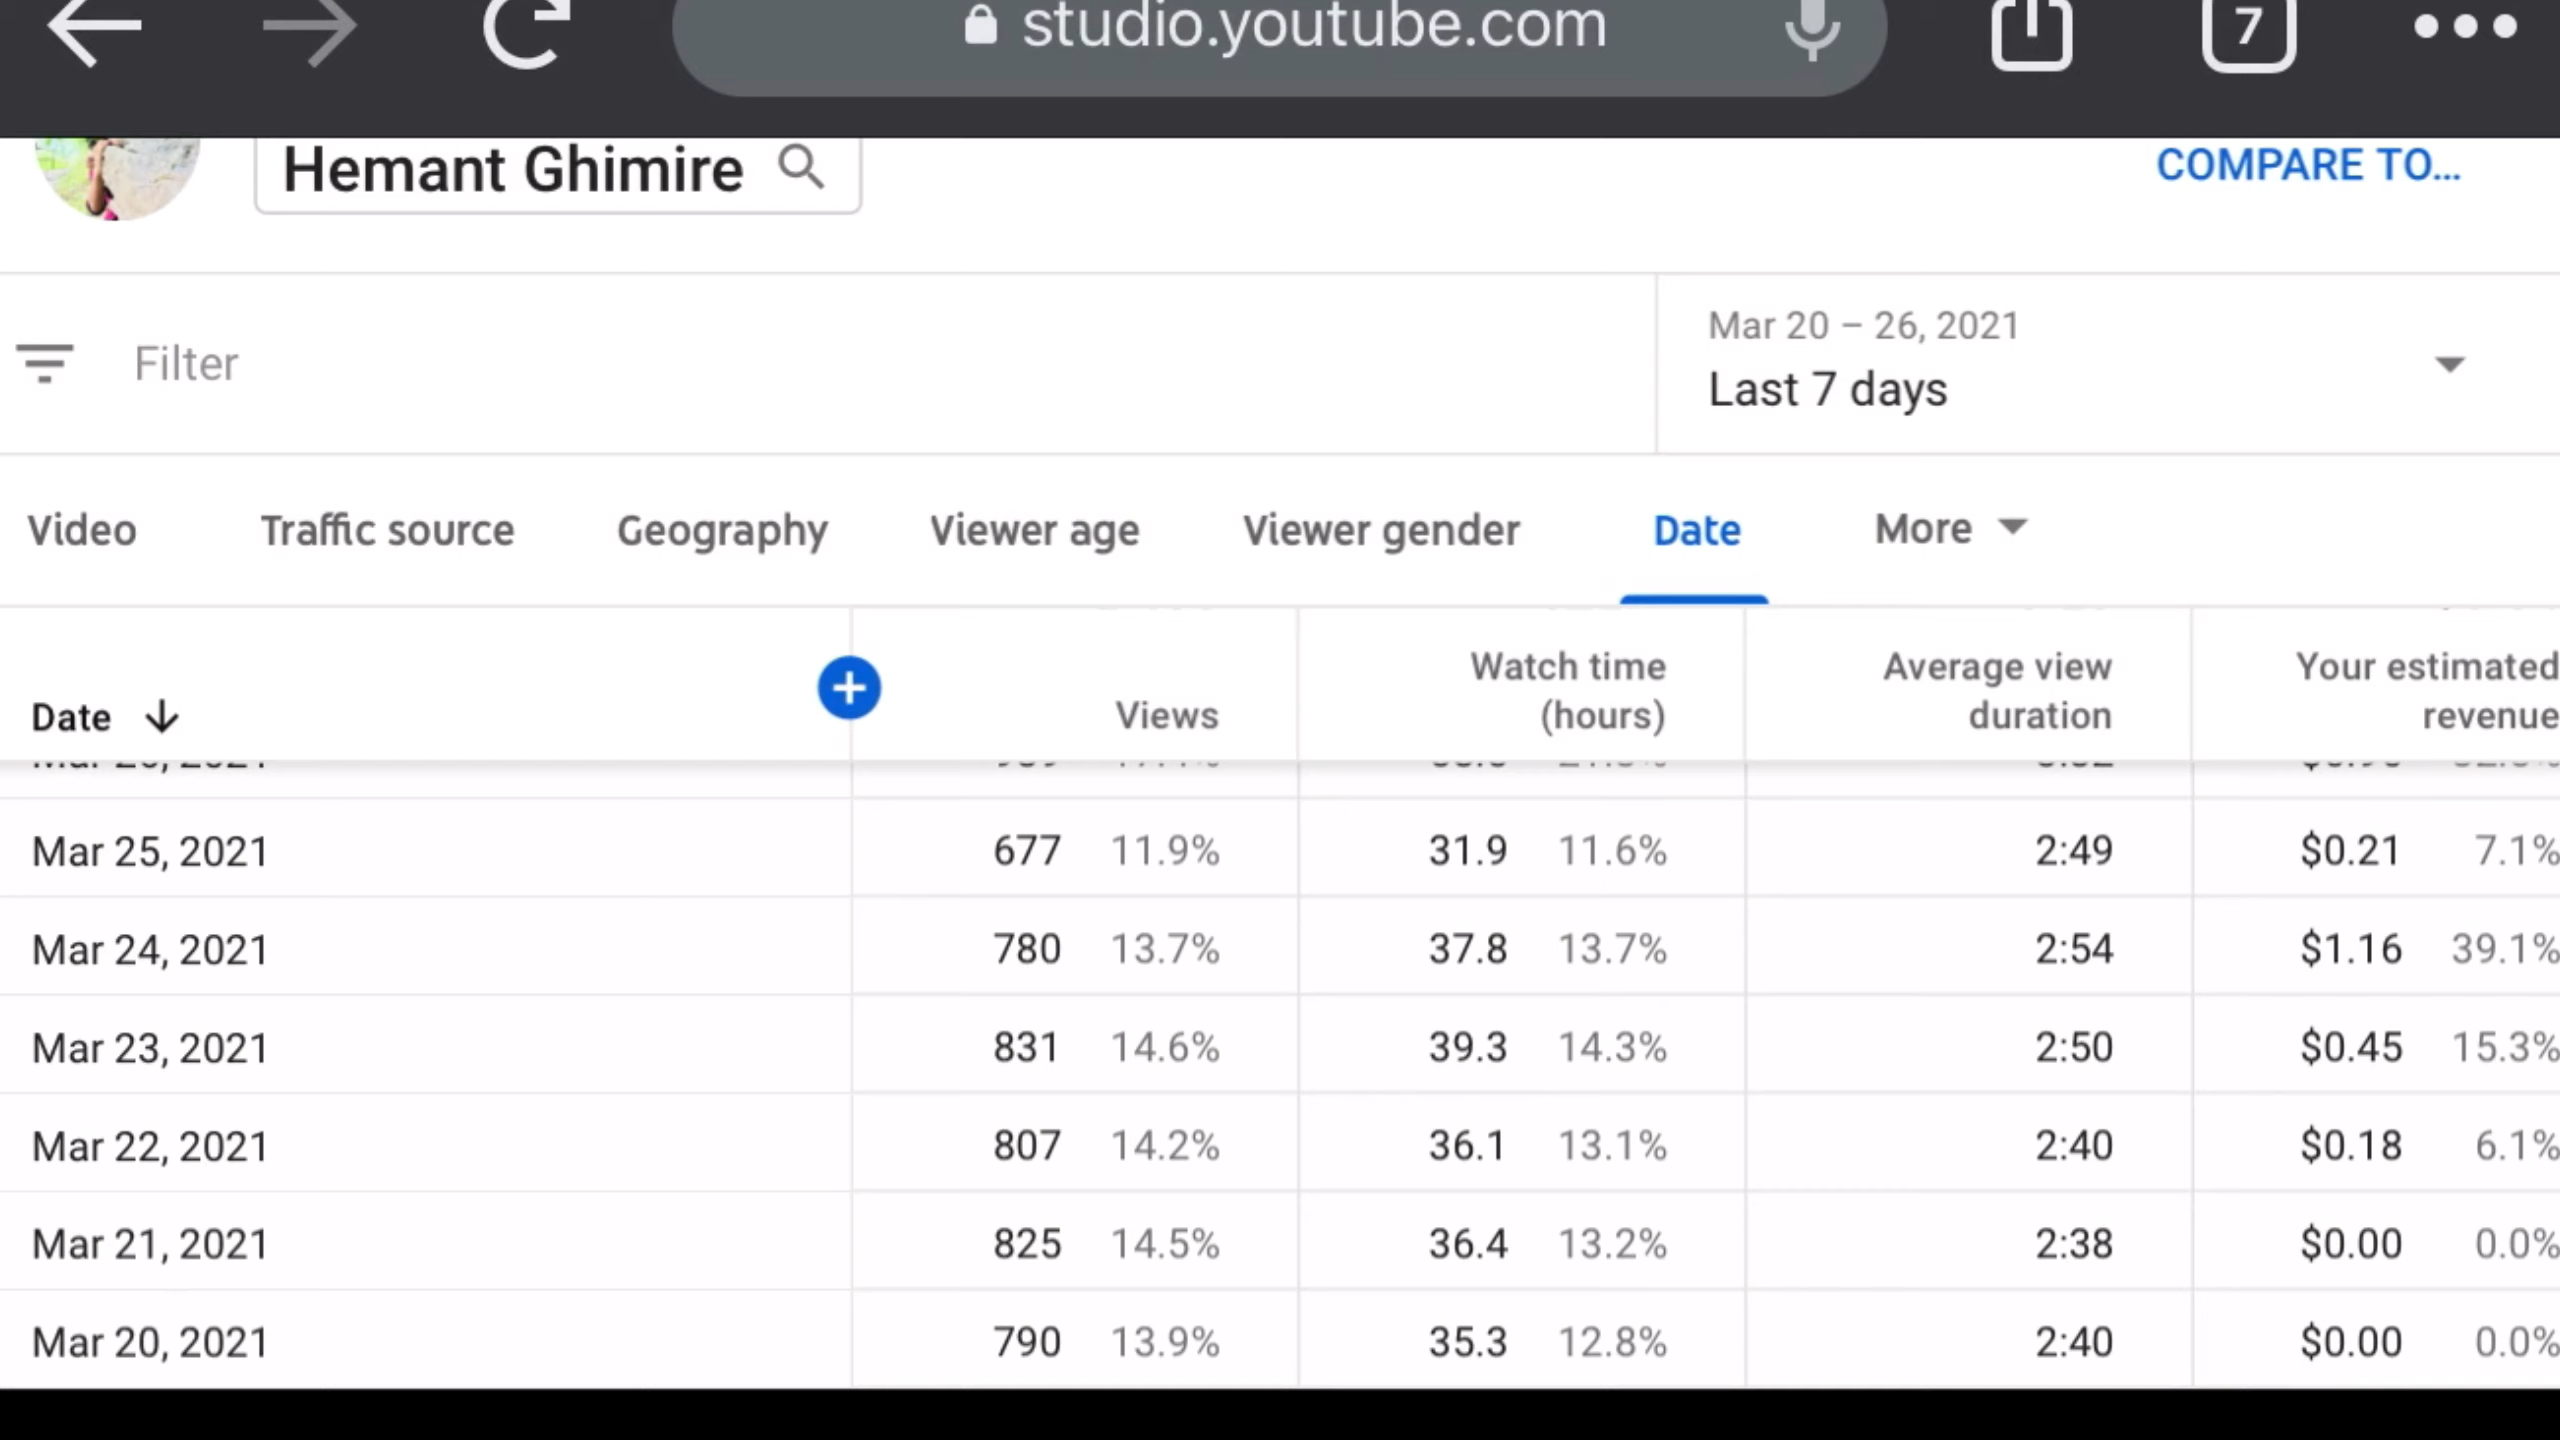 studio.youtube.com
7
Hemant Ghimire
COMPARE TO...
Filter
Mar 20 – 26, 2021
Last 7 days
Video Traffic source Geography Viewer age Viewer gender Date More
Date Views Watch time (hours) Average view duration Your estimated revenue
Mar 25, 2021 677 11.9% 31.9 11.6% 2:49 $0.21 7.1%
Mar 24, 2021 780 13.7% 37.8 13.7% 2:54 $1.16 39.1%
Mar 23, 2021 831 14.6% 39.3 14.3% 2:50 $0.45 15.3%
Mar 22, 2021 807 14.2% 36.1 13.1% 2:40 $0.18 6.1%
Mar 21, 2021 825 14.5% 36.4 13.2% 2:38 $0.00 0.0%
Mar 20, 2021 790 13.9% 35.3 12.8% 2:40 $0.00 0.0%